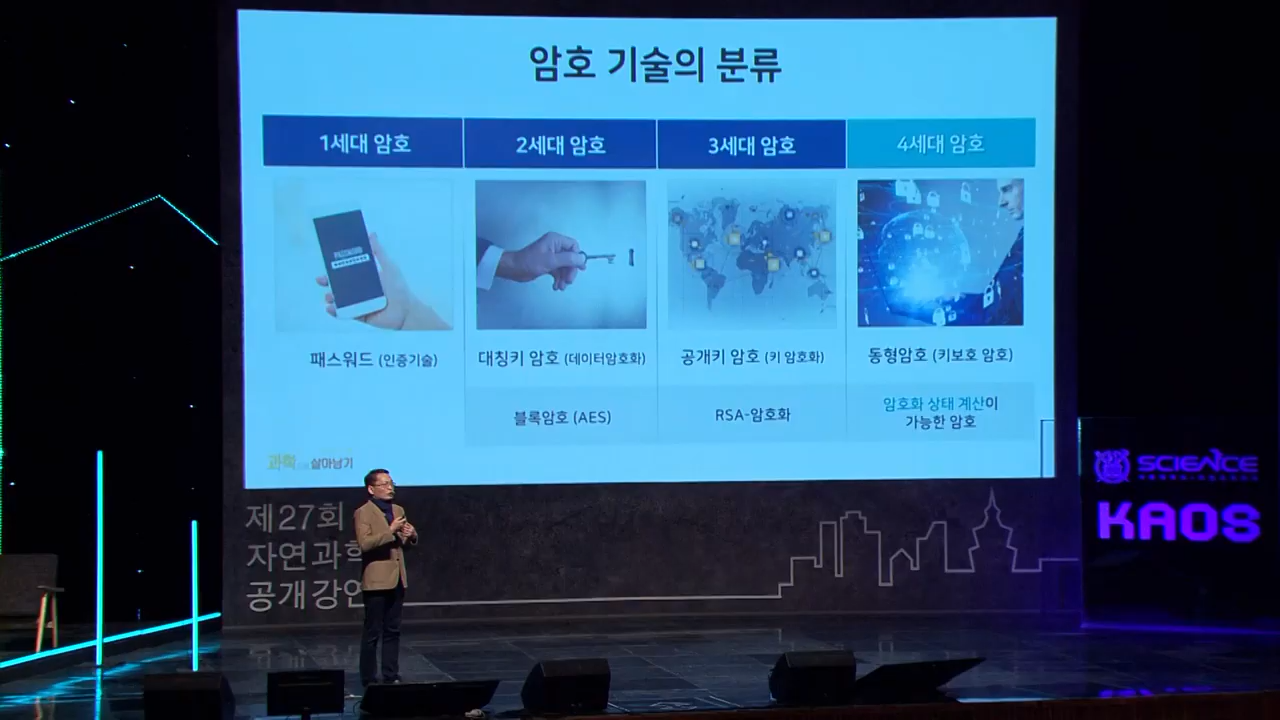 암호 기술의 분류
1세대 암호
2세대 암호
3세대 암호
4세대 암호
패스워드 (인증기술)
대칭키 암호 (데이터암호화)
공개키 암호 (키 암호화)
동형암호 (키보호 암호)
블록암호 (AES)
RSA-암호화
암호화 상태 계산이
가능한 암호
과학 살아남기
제27회
자연과학
공개강연
SCIENCE
KAOS